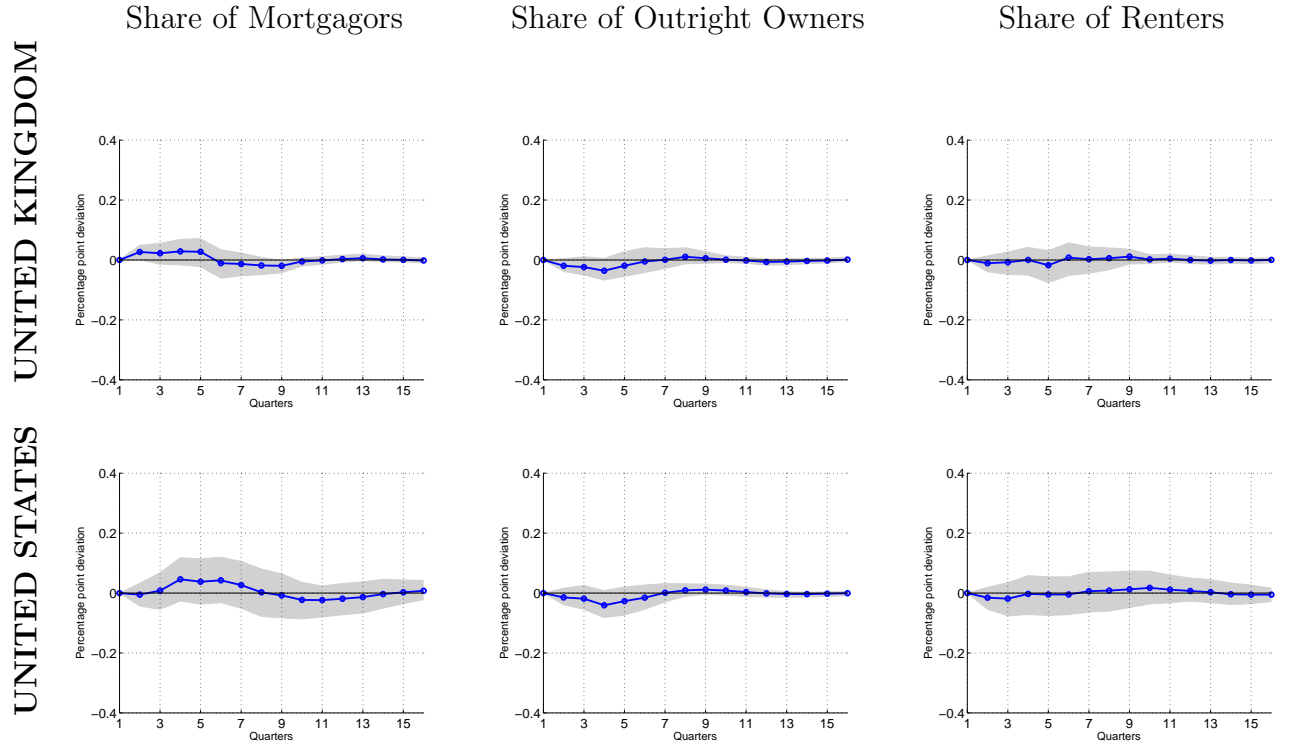 Share of Mortgagors
Share of Outright Owners
Share of Renters
UNITED KINGDOM
Percentage point deviation
0.4
0.2
0
−0.2
−0.4
1 3 5 7 9 11 13 15
Quarters
Percentage point deviation
0.4
0.2
0
−0.2
−0.4
1 3 5 7 9 11 13 15
Quarters
Percentage point deviation
0.4
0.2
0
−0.2
−0.4
1 3 5 7 9 11 13 15
Quarters
UNITED STATES
Percentage point deviation
0.4
0.2
0
−0.2
−0.4
1 3 5 7 9 11 13 15
Quarters
Percentage point deviation
0.4
0.2
0
−0.2
−0.4
1 3 5 7 9 11 13 15
Quarters
Percentage point deviation
0.4
0.2
0
−0.2
−0.4
1 3 5 7 9 11 13 15
Quarters